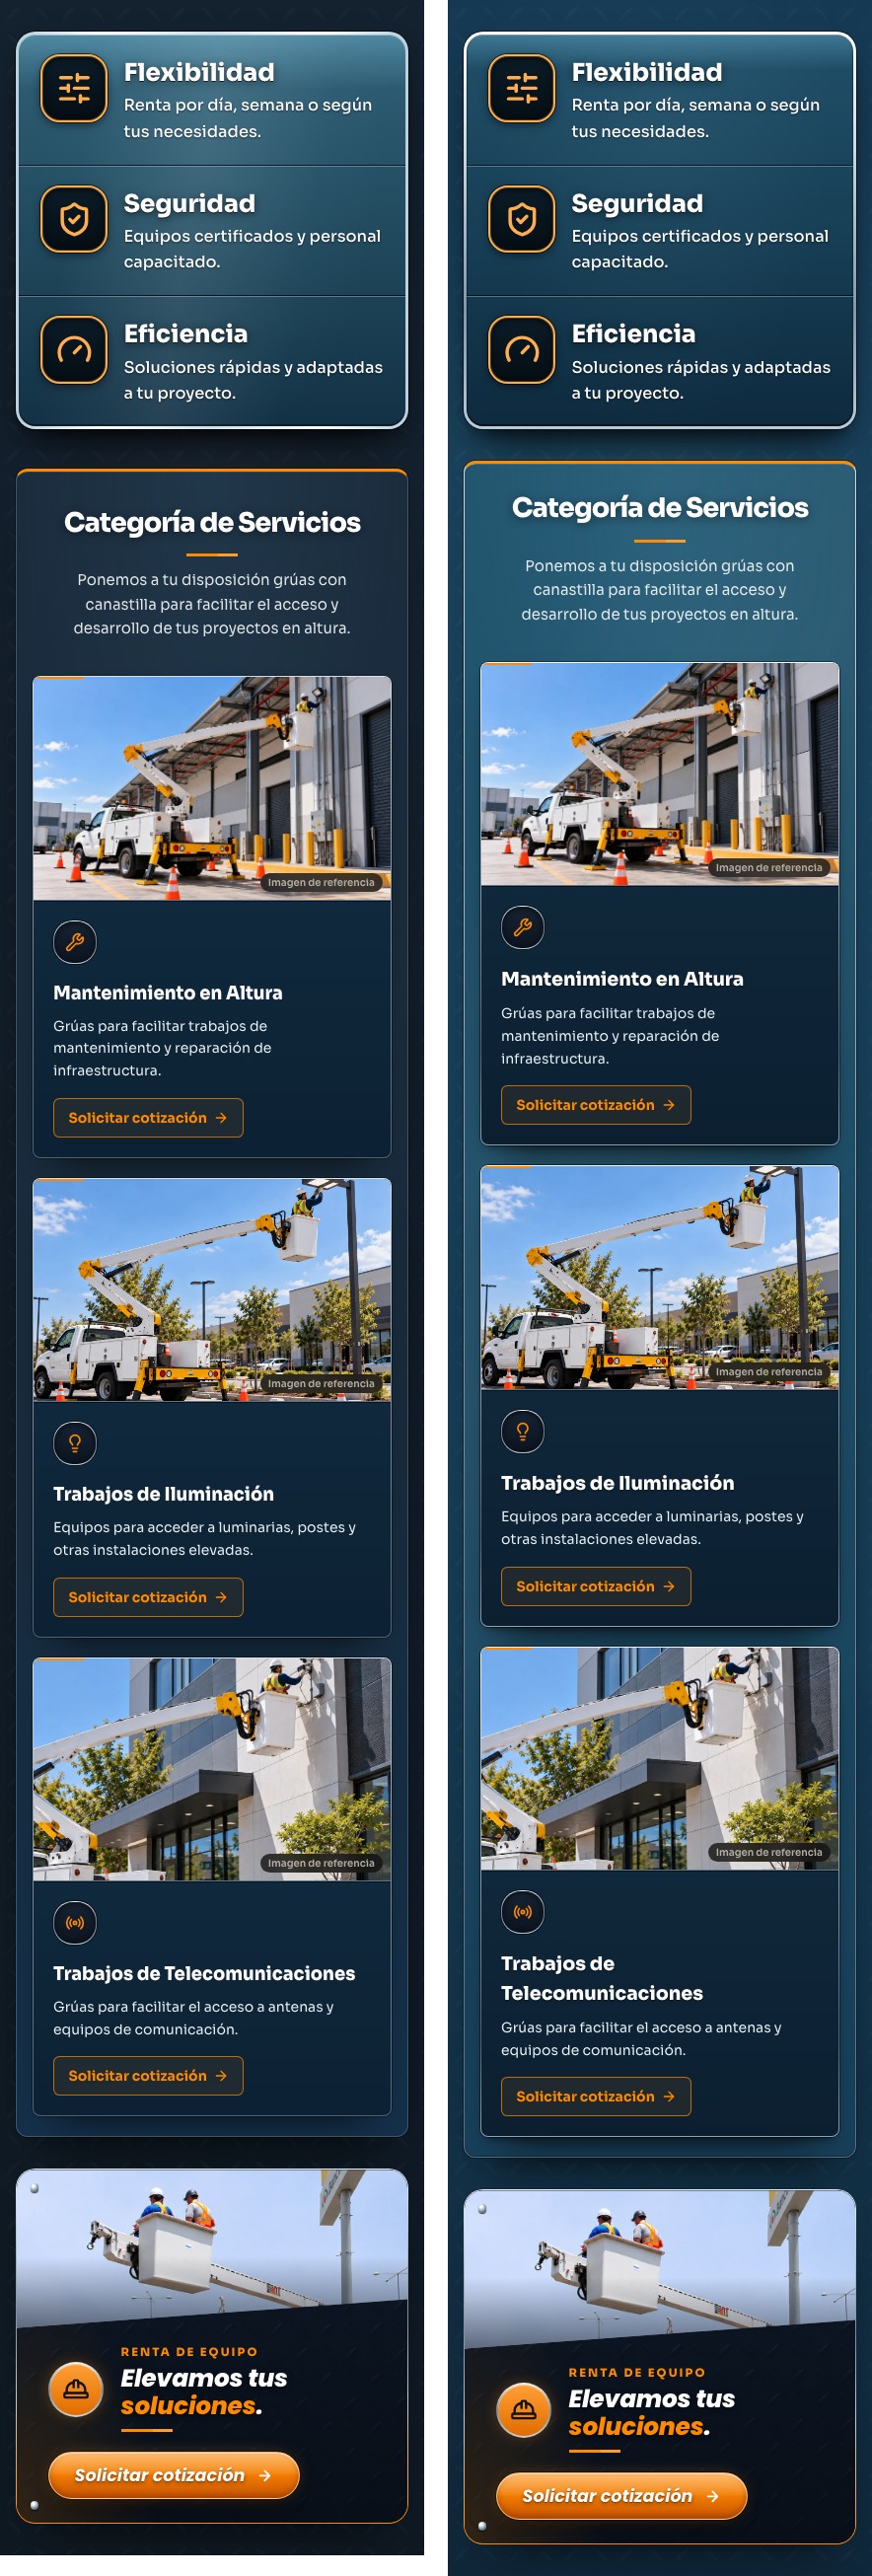 Flexibilidad
Renta por día, semana o según
tus necesidades.
Seguridad
Equipos certificados y personal
capacitado.
Eficiencia
Soluciones rápidas y adaptadas
a tu proyecto.
Categoría de Servicios
Ponemos a tu disposición grúas con
canastilla para facilitar el acceso y
desarrollo de tus proyectos en altura.
Imagen de referencia
Mantenimiento en Altura
Grúas para facilitar trabajos de
mantenimiento y reparación de
infraestructura.
Solicitar cotización
Imagen de referencia
Trabajos de Iluminación
Equipos para acceder a luminarias, postes y
otras instalaciones elevadas.
Solicitar cotización
Imagen de referencia
Trabajos de Telecomunicaciones
Grúas para facilitar el acceso a antenas y
equipos de comunicación.
Solicitar cotización
RENTA DE EQUIPO
Elevamos tus
soluciones.
Solicitar cotización
Flexibilidad
Renta por día, semana o según
tus necesidades.
Seguridad
Equipos certificados y personal
capacitado.
Eficiencia
Soluciones rápidas y adaptadas
a tu proyecto.
Categoría de Servicios
Ponemos a tu disposición grúas con
canastilla para facilitar el acceso y
desarrollo de tus proyectos en altura.
Imagen de referencia
Mantenimiento en Altura
Grúas para facilitar trabajos de
mantenimiento y reparación de
infraestructura.
Solicitar cotización
Imagen de referencia
Trabajos de Iluminación
Equipos para acceder a luminarias, postes y
otras instalaciones elevadas.
Solicitar cotización
Imagen de referencia
Trabajos de
Telecomunicaciones
Grúas para facilitar el acceso a antenas y
equipos de comunicación.
Solicitar cotización
RENTA DE EQUIPO
Elevamos tus
soluciones.
Solicitar cotización